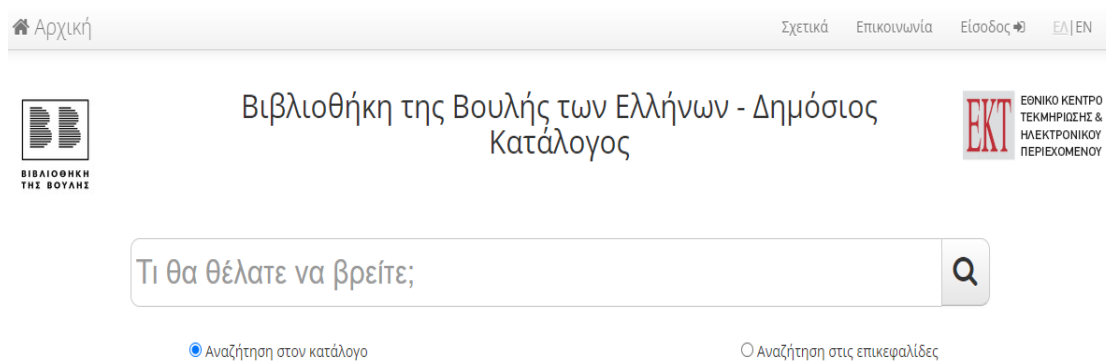 Αρχική
Σχετικά Επικοινωνία Είσοδος ΕΛ|EN
Βιβλιοθήκη της Βουλής των Ελλήνων - Δημόσιος
Κατάλογος
ΒΒ
ΒΙΒΛΙΟΘΗΚΗ
ΤΗΣ ΒΟΥΛΗΣ
ΕΚΤ
ΕΘΝΙΚΟ ΚΕΝΤΡΟ
ΤΕΚΜΗΡΙΩΣΗΣ &
ΗΛΕΚΤΡΟΝΙΚΟΥ
ΠΕΡΙΕΧΟΜΕΝΟΥ
Τι θα θέλατε να βρείτε;
Αναζήτηση στον κατάλογο
Αναζήτηση στις επικεφαλίδες